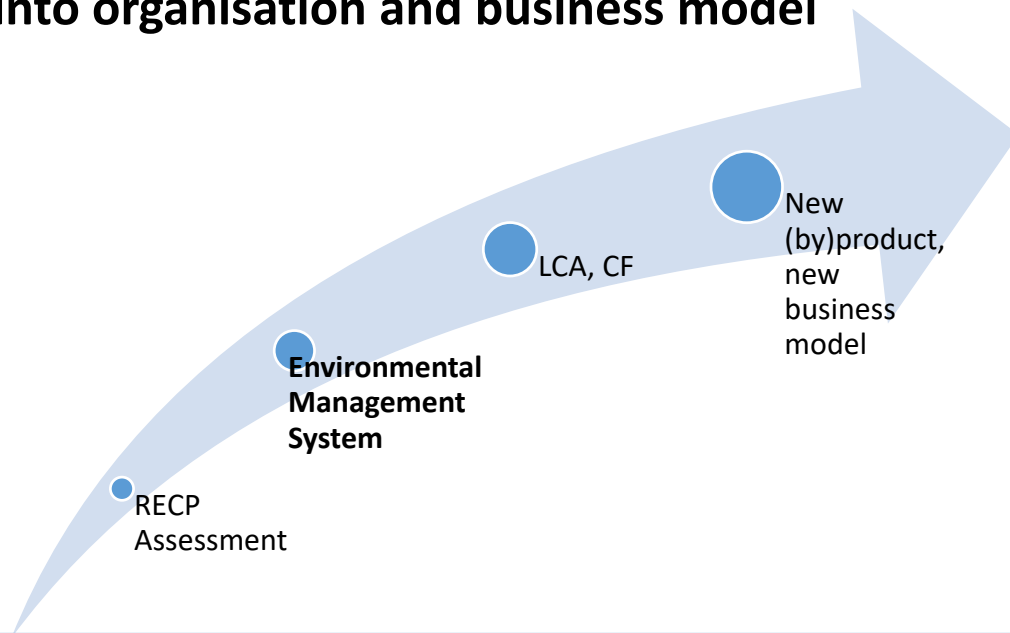 into organisation and business model
New
(by)product,
new
business
model
LCA, CF
Environmental
Management
System
RECP
Assessment